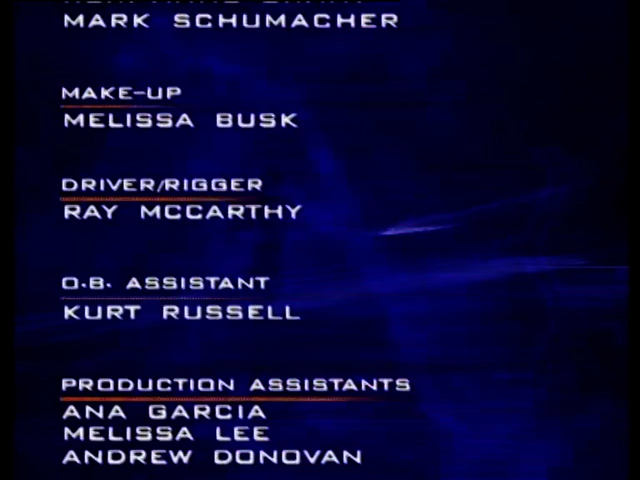 MARK SCHUMACHER
MAKE-UP
MELISSA BUSK
DRIVER/RIGGER
RAY MCCARTHY
O.B. ASSISTANT
KURT RUSSELL
PRODUCTION ASSISTANTS
ANA GARCIA
MELISSA LEE
ANDREW DONOVAN